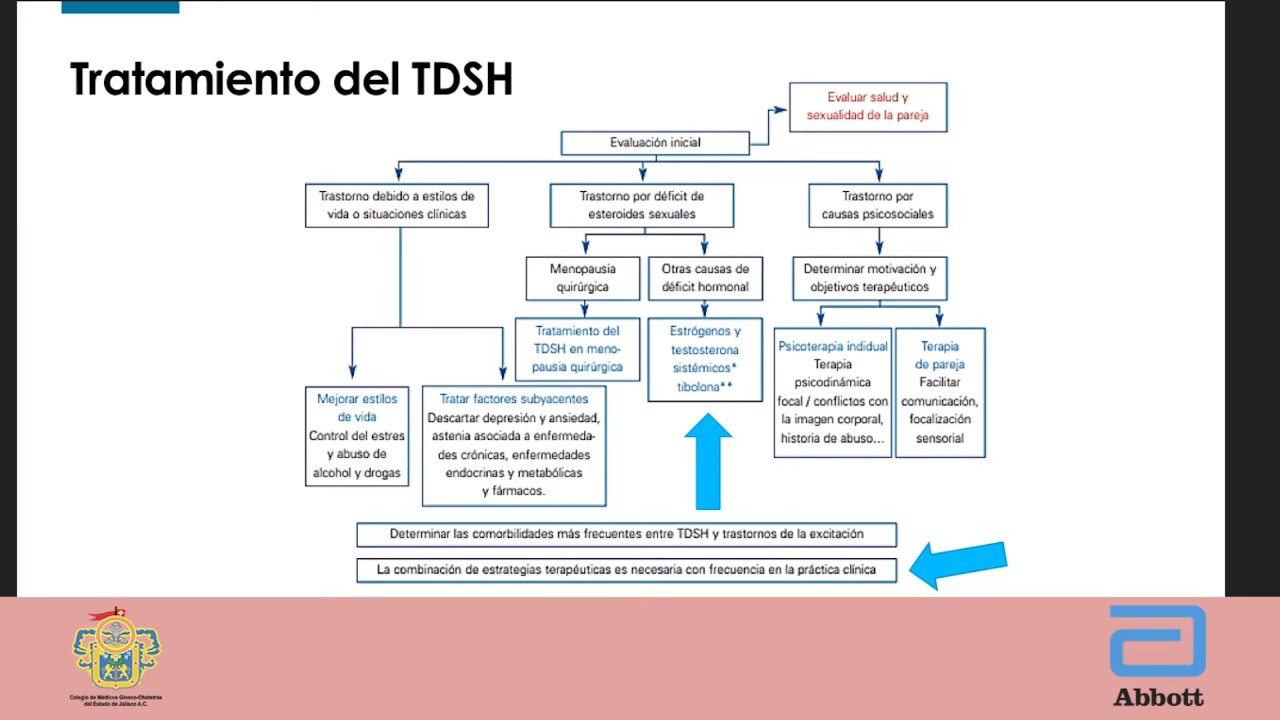 Tratamiento del TDSH
Evaluar salud y
sexualidad de la pareja
Evaluación inicial
Trastorno debido a estilos de
vida o situaciones clínicas
Trastorno por déficit de
esteroides sexuales
Trastorno por
causas psicosociales
Menopausia
quirúrgica
Otras causas de
déficit hormonal
Determinar motivación y
objetivos terapéuticos
Tratamiento del
TDSH en meno-
pausia quirúrgica
Estrógenos y
testosterona
sistémicos*
tibolona**
Psicoterapia indidual
Terapia
psicodinámica
focal / conflictos con
la imagen corporal,
historia de abuso...
Terapia
de pareja
Facilitar
comunicación,
focalización
sensorial
Mejorar estilos
de vida
Control del estres
y abuso de
alcohol y drogas
Tratar factores subyacentes
Descartar depresión y ansiedad,
astenia asociada a enfermeda-
des crónicas, enfermedades
endocrinas y metabólicas
y fármacos.
Determinar las comorbilidades más frecuentes entre TDSH y trastornos de la excitación
La combinación de estrategias terapéuticas es necesaria con frecuencia en la práctica clínica
Colegio de Médicos Gineco-Obstetras
del Estado de Jalisco A.C.
Abbott